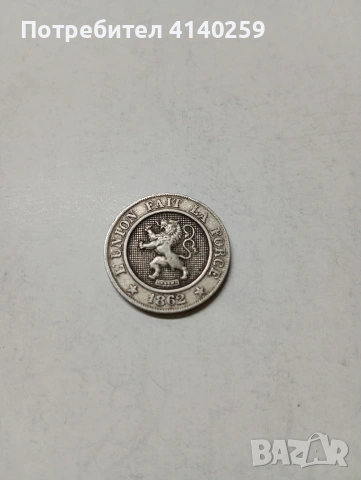 Потребител 4140259
L'UNION FAIT LA FORCE
★ 1862 ★
BAZAR